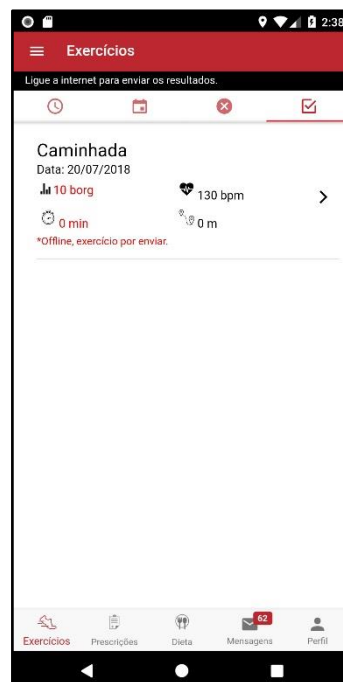 2:38
Exercícios
Ligue a internet para enviar os resultados.
Caminhada
Data: 20/07/2018
10 borg
130 bpm
0 min
0 m
*Offline, exercício por enviar.
62
Exercícios Prescrições Dieta Mensagens Perfil